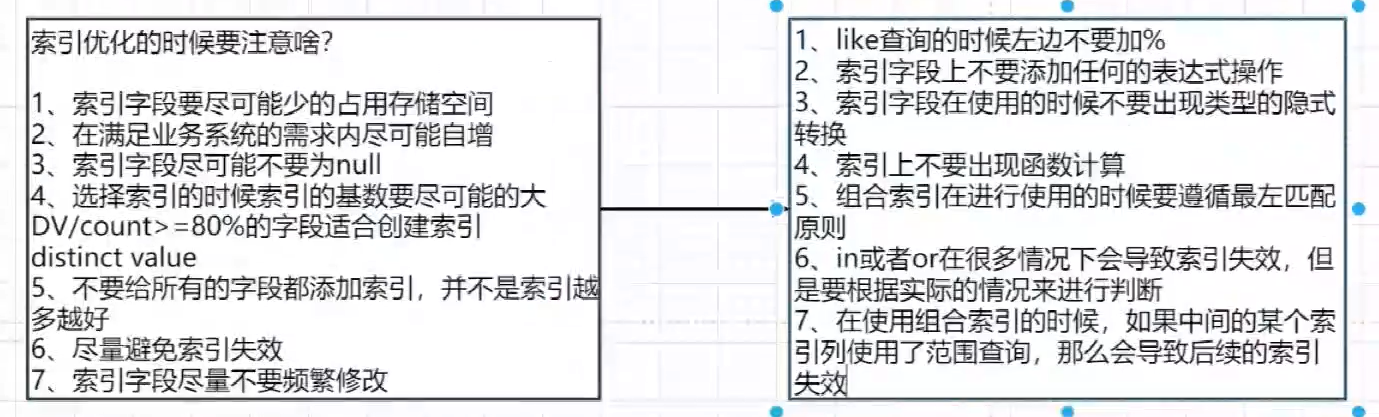 索引优化的时候要注意啥?
1、索引字段要尽可能少的占用存储空间
2、在满足业务系统的需求内尽可能自增
3、索引字段尽可能不要为null
4、选择索引的时候索引的基数要尽可能的大
DV/count>=80%的字段适合创建索引
distinct value
5、不要给所有的字段都添加索引，并不是索引越
多越好
6、尽量避免索引失效
7、索引字段尽量不要频繁修改
1、like查询的时候左边不要加%
2、索引字段上不要添加任何的表达式操作
3、索引字段在使用的时候不要出现类型的隐式
转换
4、索引上不要出现函数计算
5、组合索引在进行使用的时候要遵循最左匹配
原则
6、in或者or在很多情况下会导致索引失效，但
是要根据实际的情况来进行判断
7、在使用组合索引的时候，如果中间的某个索
引列使用了范围查询，那么会导致后续的索引
失效